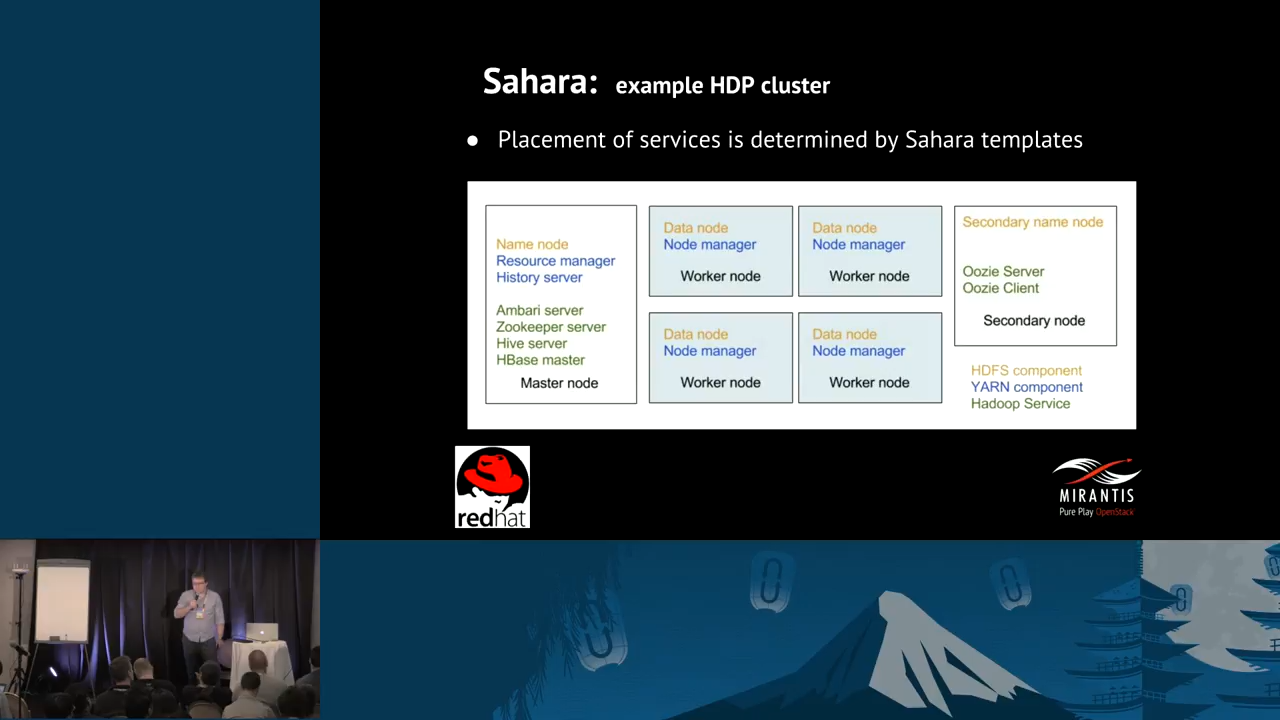 Sahara: example HDP cluster
● Placement of services is determined by Sahara templates
Name node
Resource manager
History server
Ambari server
Zookeeper server
Hive server
HBase master
Master node
Data node
Node manager
Worker node
Data node
Node manager
Worker node
Data node
Node manager
Worker node
Data node
Node manager
Worker node
Secondary name node
Oozie Server
Oozie Client
Secondary node
HDFS component
YARN component
Hadoop Service
redhat
MIRANTIS
Pure Play OpenStack